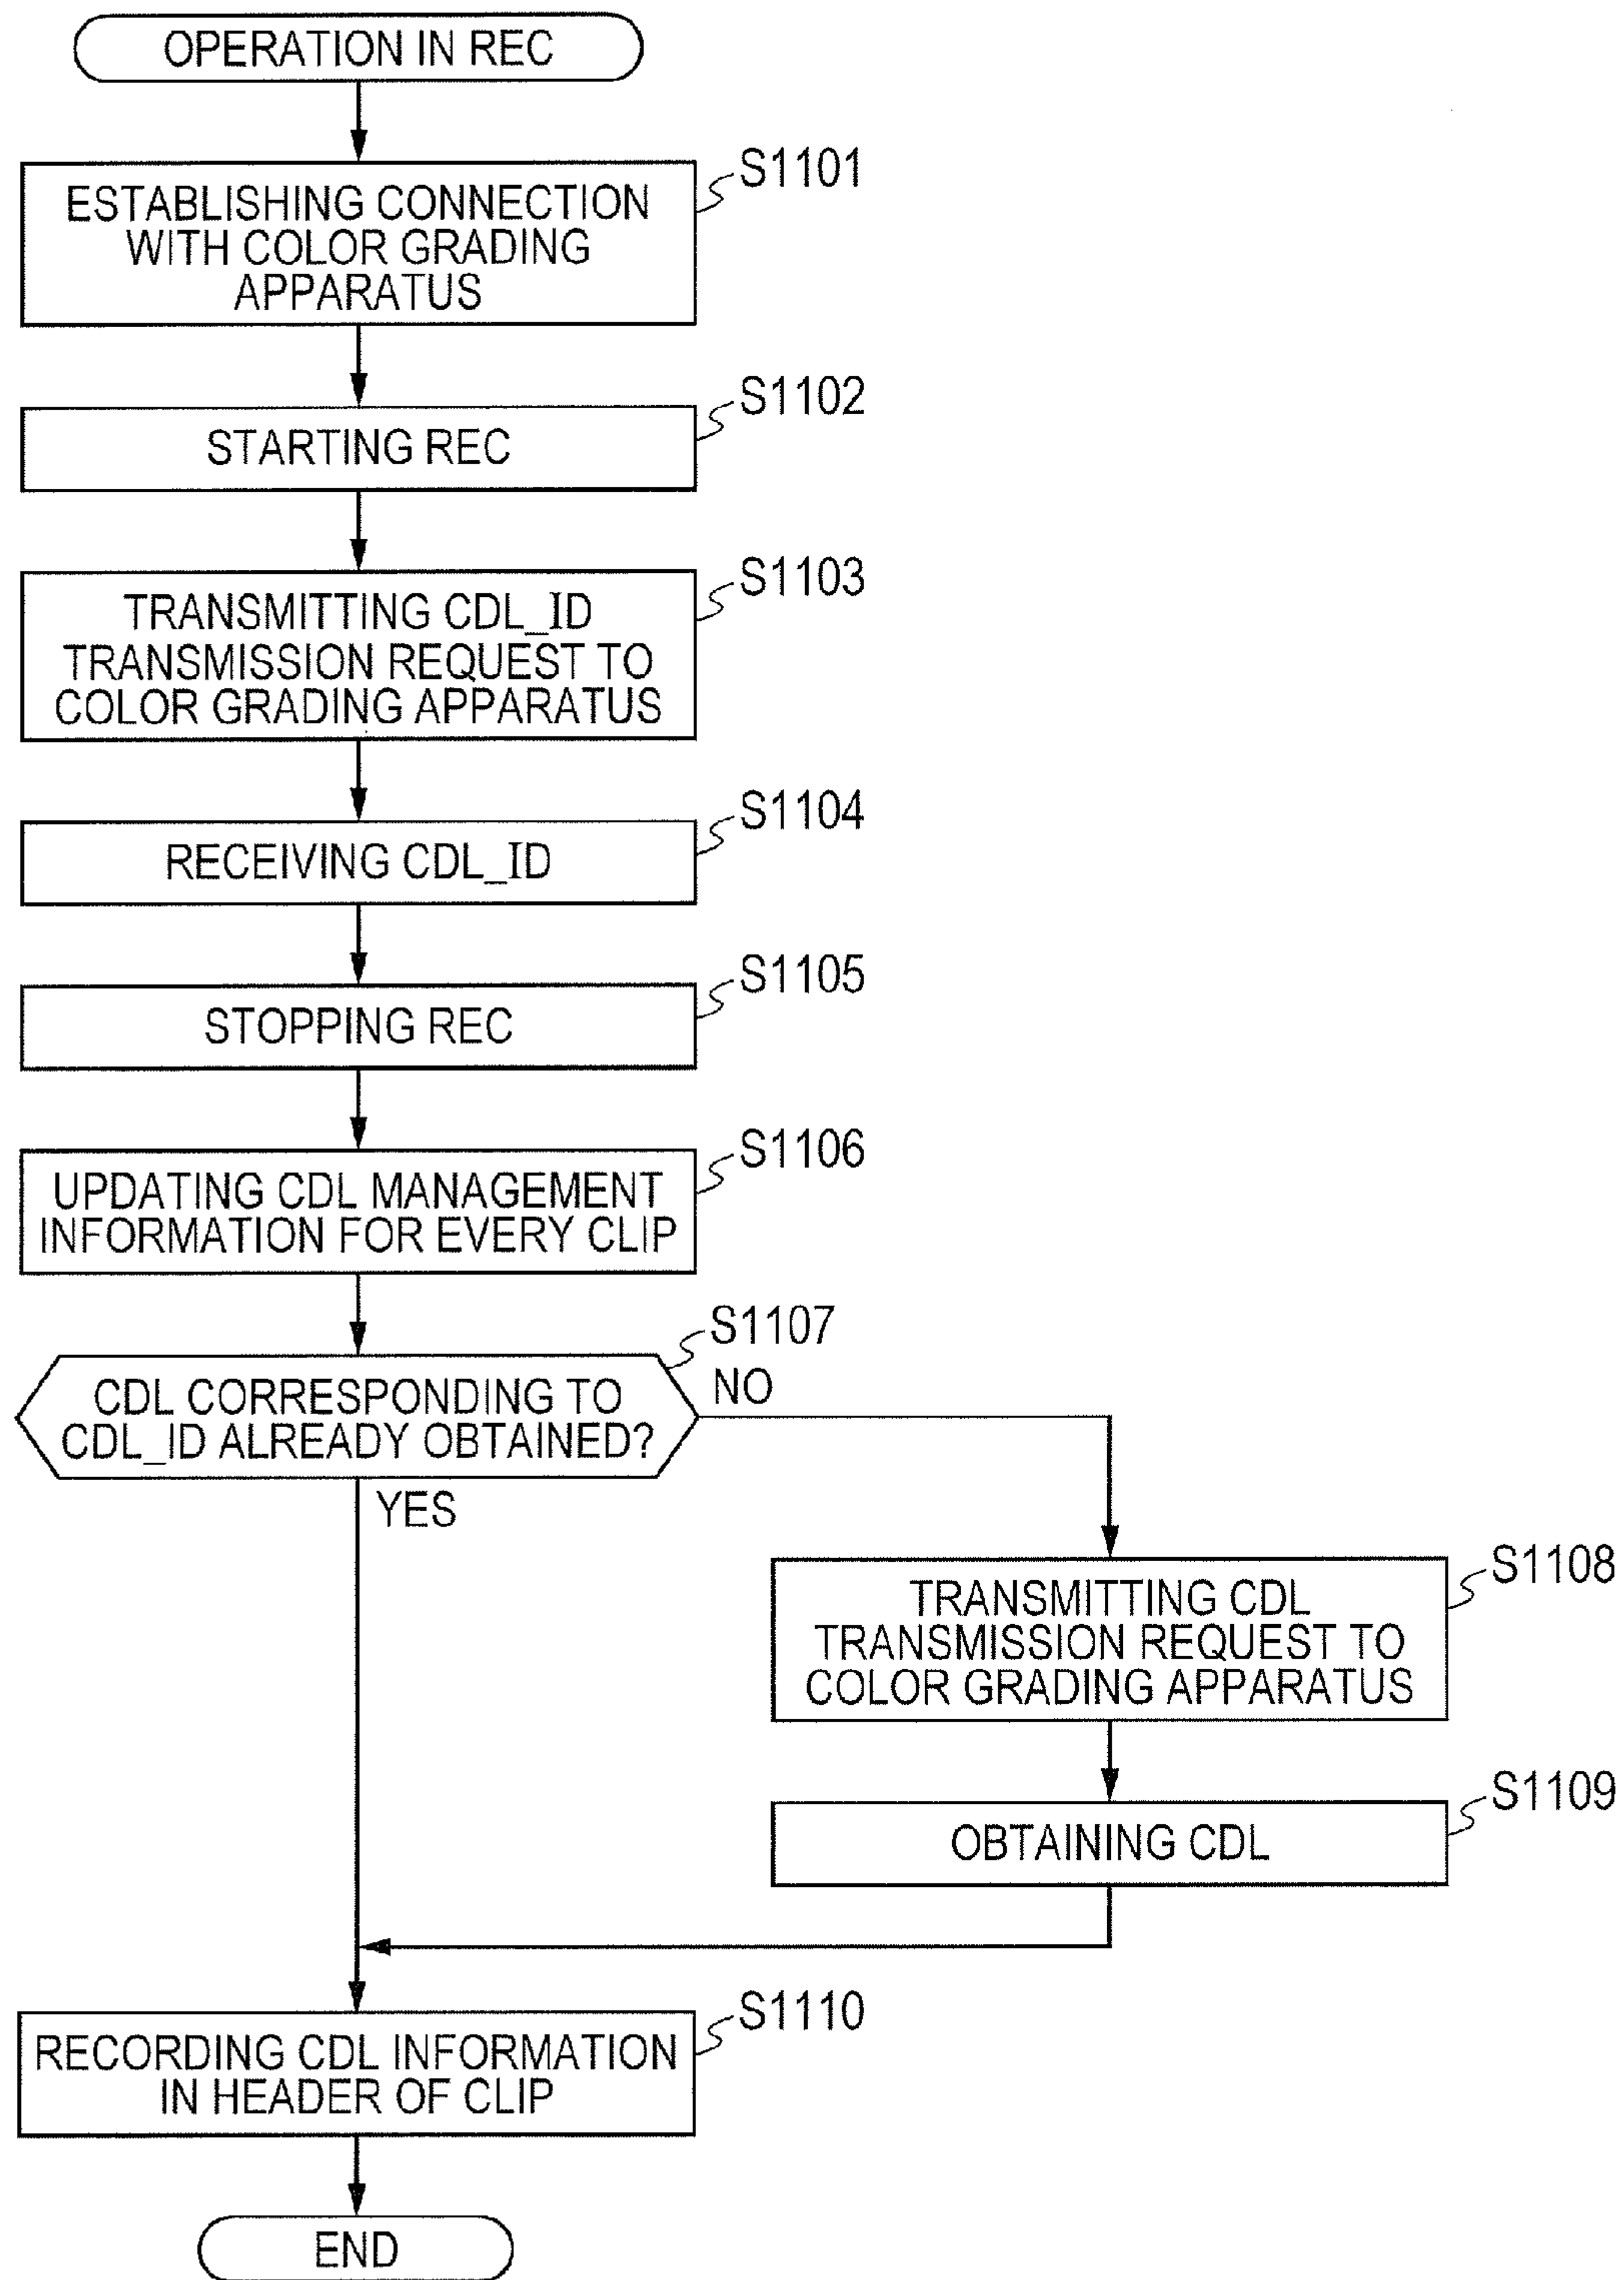 OPERATION IN REC
S1101
ESTABLISHING CONNECTION
WITH COLOR GRADING
APPARATUS
S1102
STARTING REC
S1103
TRANSMITTING CDL_ID
TRANSMISSION REQUEST TO
COLOR GRADING APPARATUS
S1104
RECEIVING CDL_ID
S1105
STOPPING REC
S1106
UPDATING CDL MANAGEMENT
INFORMATION FOR EVERY CLIP
S1107
CDL CORRESPONDING TO
CDL_ID ALREADY OBTAINED?
NO
YES
S1108
TRANSMITTING CDL
TRANSMISSION REQUEST TO
COLOR GRADING APPARATUS
S1109
OBTAINING CDL
S1110
RECORDING CDL INFORMATION
IN HEADER OF CLIP
END